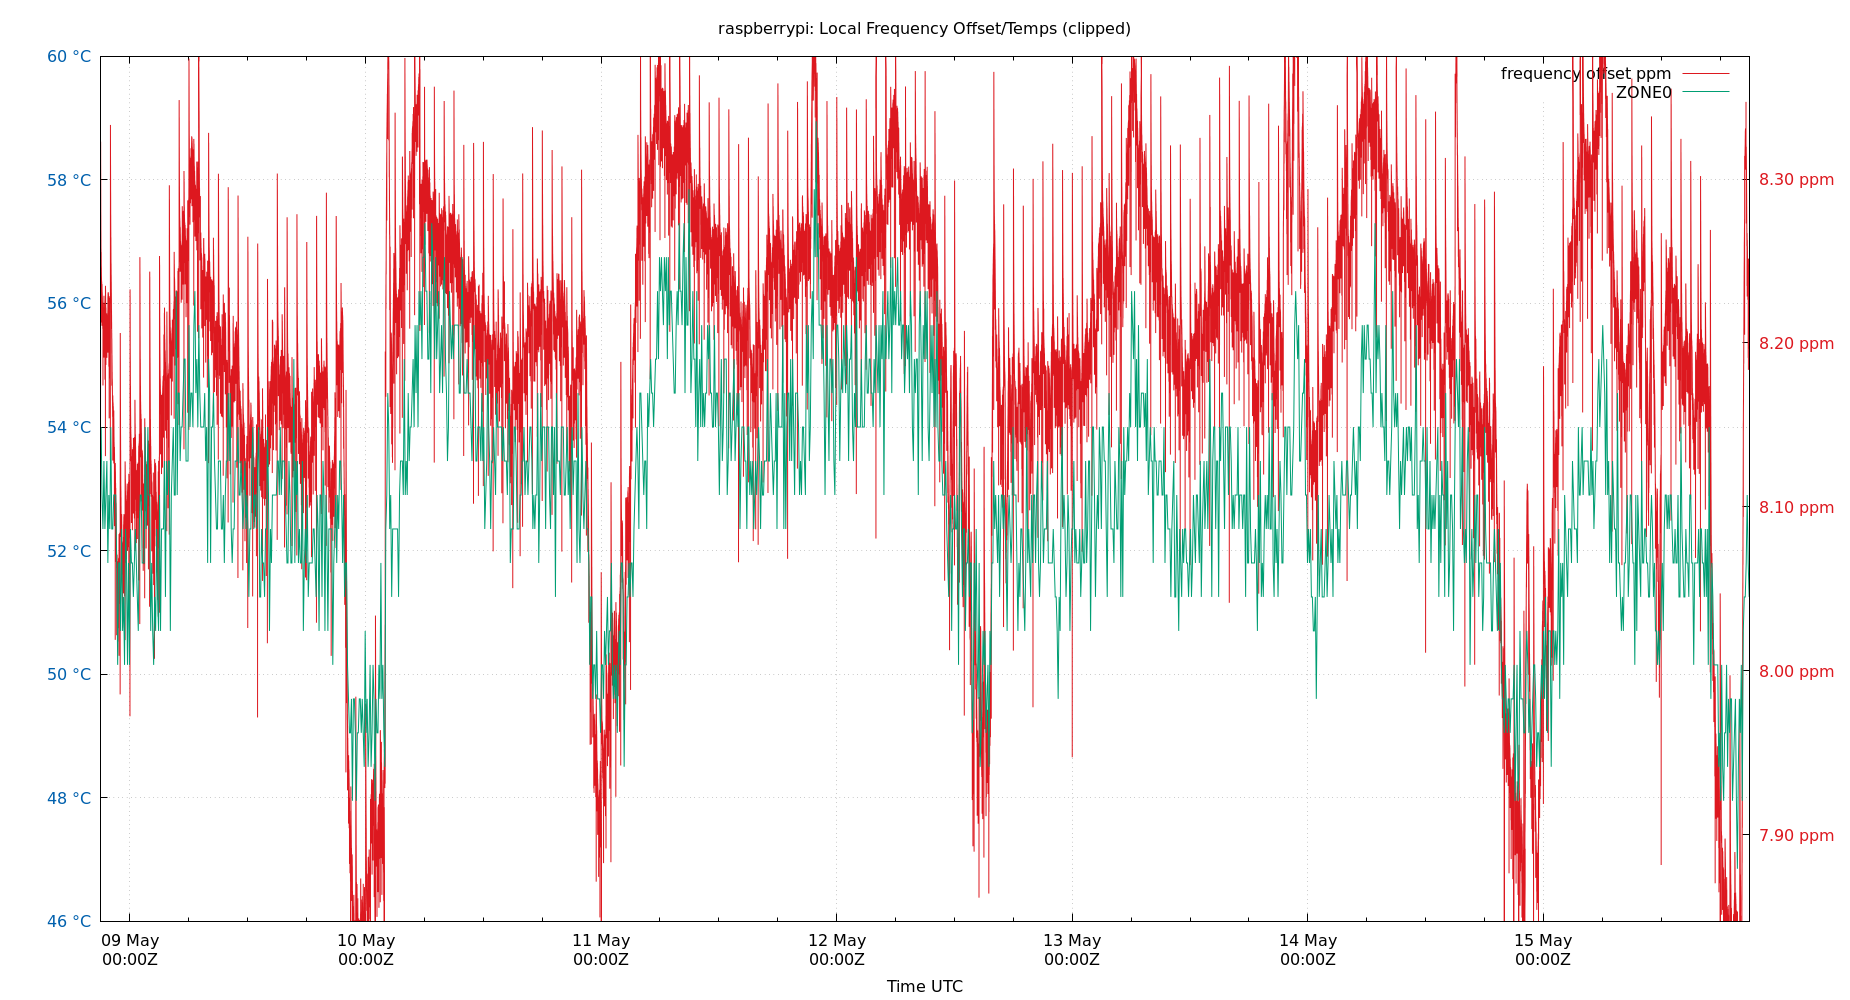 raspberrypi: Local Frequency Offset/Temps (clipped)
60 °C
58 °C
56 °C
54 °C
52 °C
50 °C
48 °C
46 °C
frequency offset ppm
ZONE0
8.30 ppm
8.20 ppm
8.10 ppm
8.00 ppm
7.90 ppm
09 May
00:00Z
10 May
00:00Z
11 May
00:00Z
12 May
00:00Z
13 May
00:00Z
14 May
00:00Z
15 May
00:00Z
Time UTC